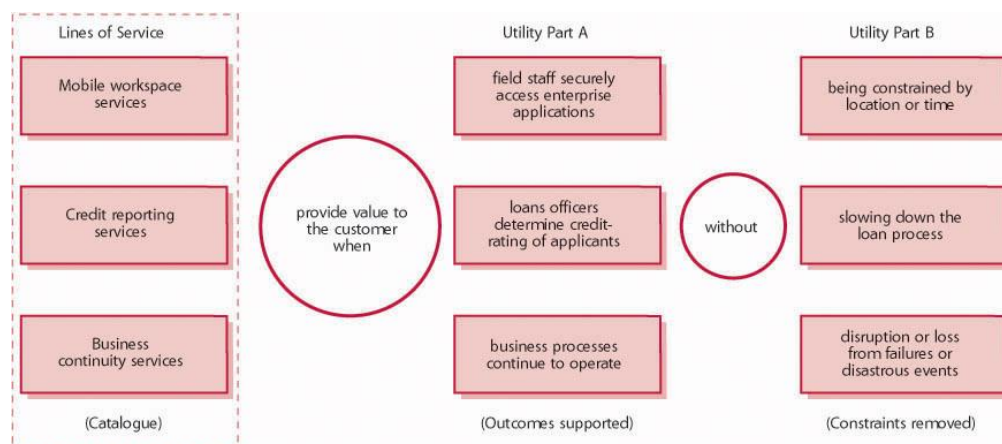 Lines of Service
Mobile workspace
services
Credit reporting
services
Business
continuity services
(Catalogue)
provide value to
the customer
when
Utility Part A
field staff securely
access enterprise
applications
loans officers
determine credit-
rating of applicants
business processes
continue to operate
(Outcomes supported)
without
Utility Part B
being constrained by
location or time
slowing down the
loan process
disruption or loss
from failures or
disastrous events
(Constraints removed)